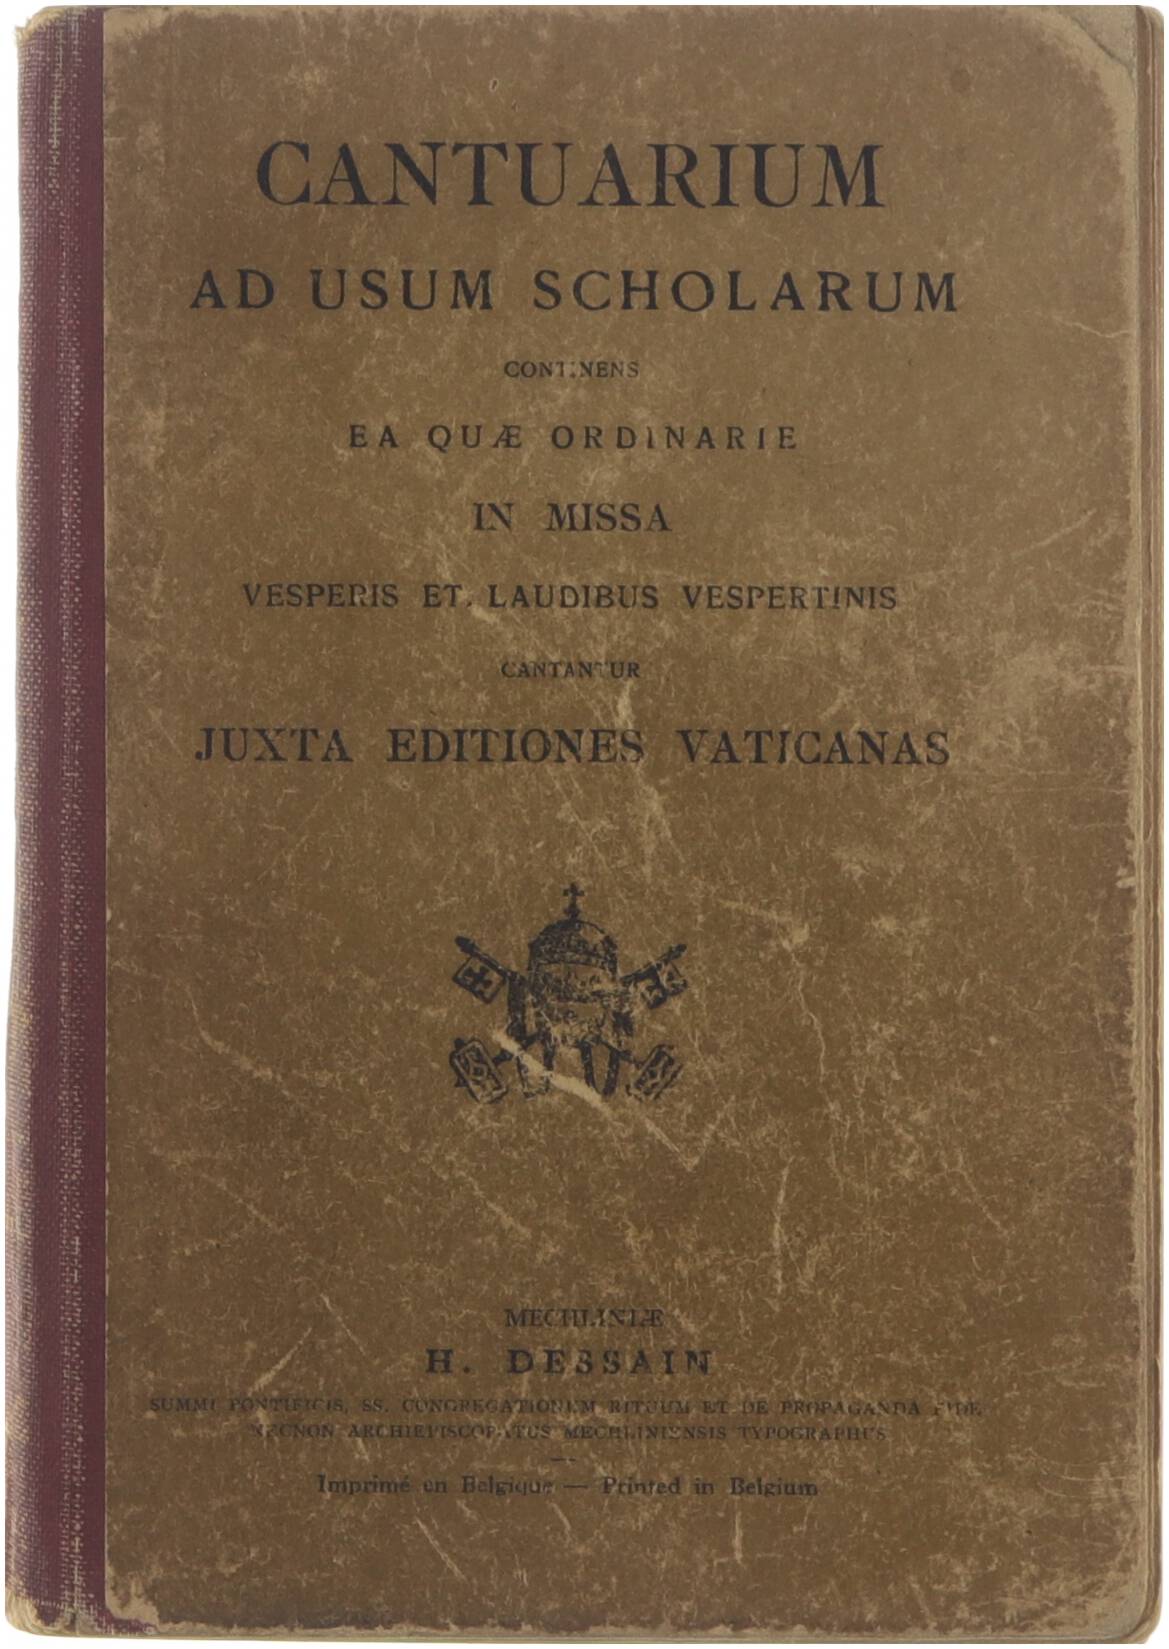 CANTUARIUM
AD USUM SCHOLARUM
CONTINENS
EA QUÆ ORDINARIE
IN MISSA
VESPERIS ET LAUDIBUS VESPERTINIS
CANTANTUR
JUXTA EDITIONES VATICANAS
MECHLINIÆ
H. DESSAIN
SUMMI PONTIFICIS, SS. CONGREGATIONUM RITUUM ET DE PROPAGANDA FIDE
NECNON ARCHIEPISCOPATUS MECHLINIENSIS TYPOGRAPHUS
Imprimé en Belgique — Printed in Belgium